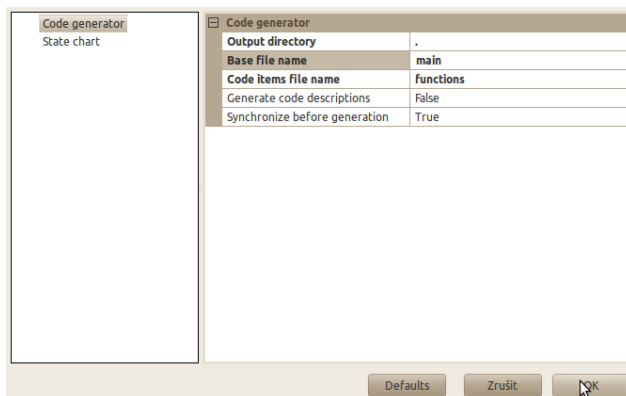 Code generator
State chart
Code generator
Output directory .
Base file name main
Code items file name functions
Generate code descriptions False
Synchronize before generation True
Defaults Zrušit OK